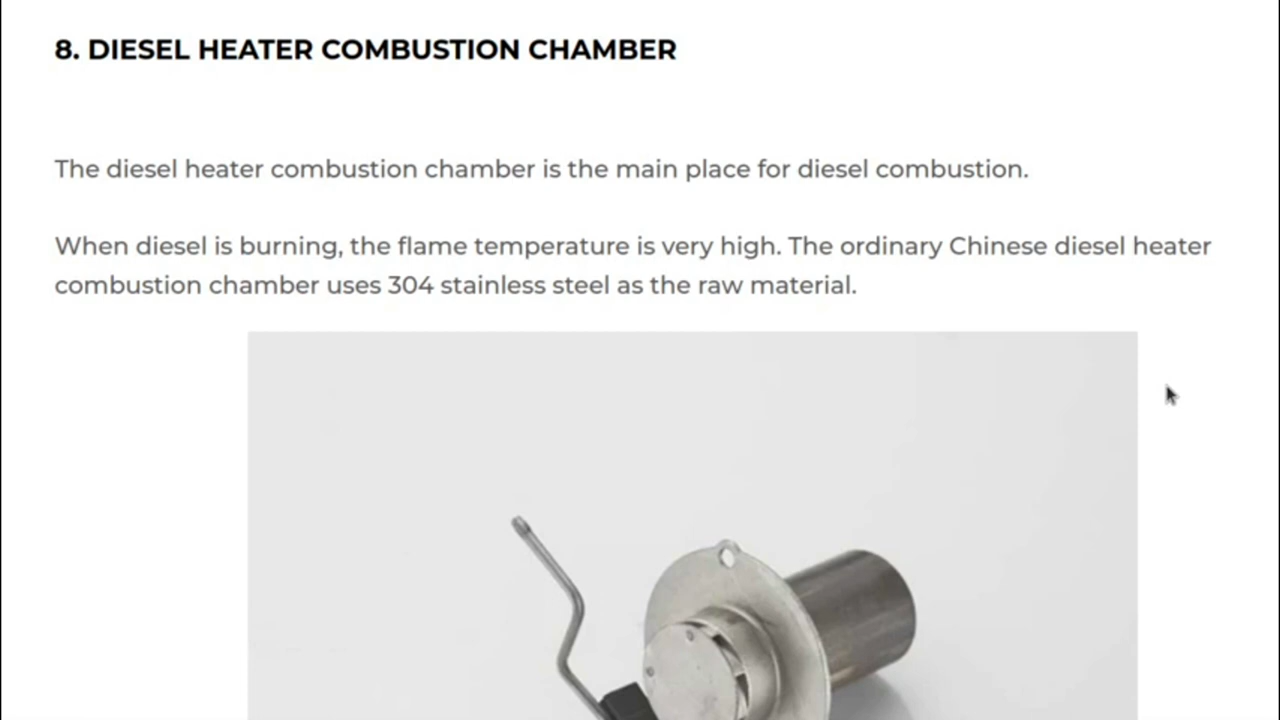 8. DIESEL HEATER COMBUSTION CHAMBER
The diesel heater combustion chamber is the main place for diesel combustion.
When diesel is burning, the flame temperature is very high. The ordinary Chinese diesel heater
combustion chamber uses 304 stainless steel as the raw material.